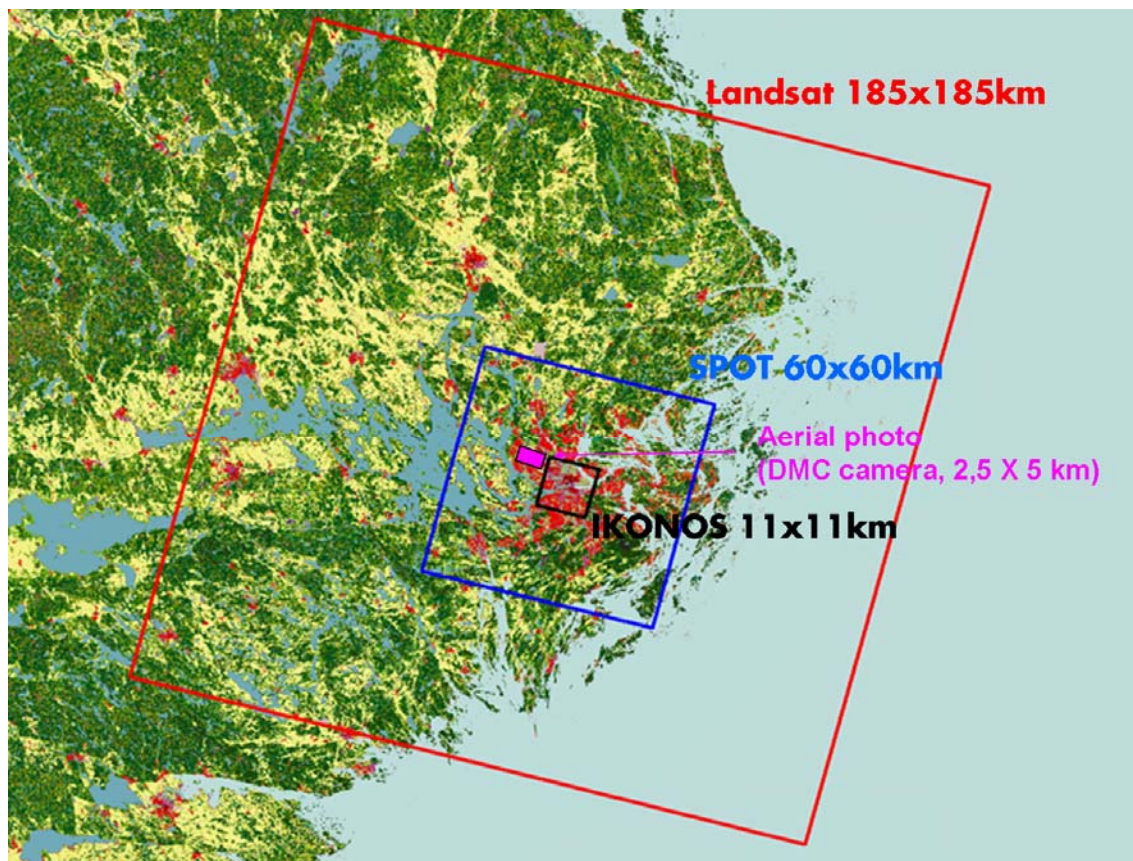 Landsat 185x185km
SPOT 60x60km
Aerial photo
(DMC camera, 2,5 X 5 km)
IKONOS 11x11km